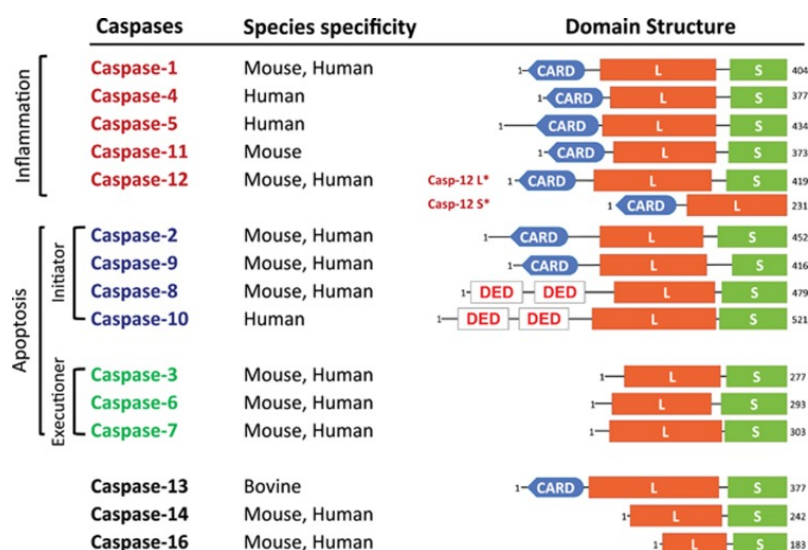 Caspases Species specificity Domain Structure
Inflammation
Caspase-1 Mouse, Human 1 CARD L S 404
Caspase-4 Human 1 CARD L S 377
Caspase-5 Human 1 CARD L S 434
Caspase-11 Mouse 1 CARD L S 373
Caspase-12 Mouse, Human Casp-12 L* 1 CARD L S 419
Casp-12 S* 1 CARD L 231
Apoptosis
Initiator
Caspase-2 Mouse, Human 1 CARD L S 452
Caspase-9 Mouse, Human 1 CARD L S 416
Caspase-8 Mouse, Human 1 DED DED L S 479
Caspase-10 Human 1 DED DED L S 521
Executioner
Caspase-3 Mouse, Human 1 L S 277
Caspase-6 Mouse, Human 1 L S 293
Caspase-7 Mouse, Human 1 L S 303
Caspase-13 Bovine 1 CARD L S 377
Caspase-14 Mouse, Human 1 L S 242
Caspase-16 Mouse, Human 1 L S 183